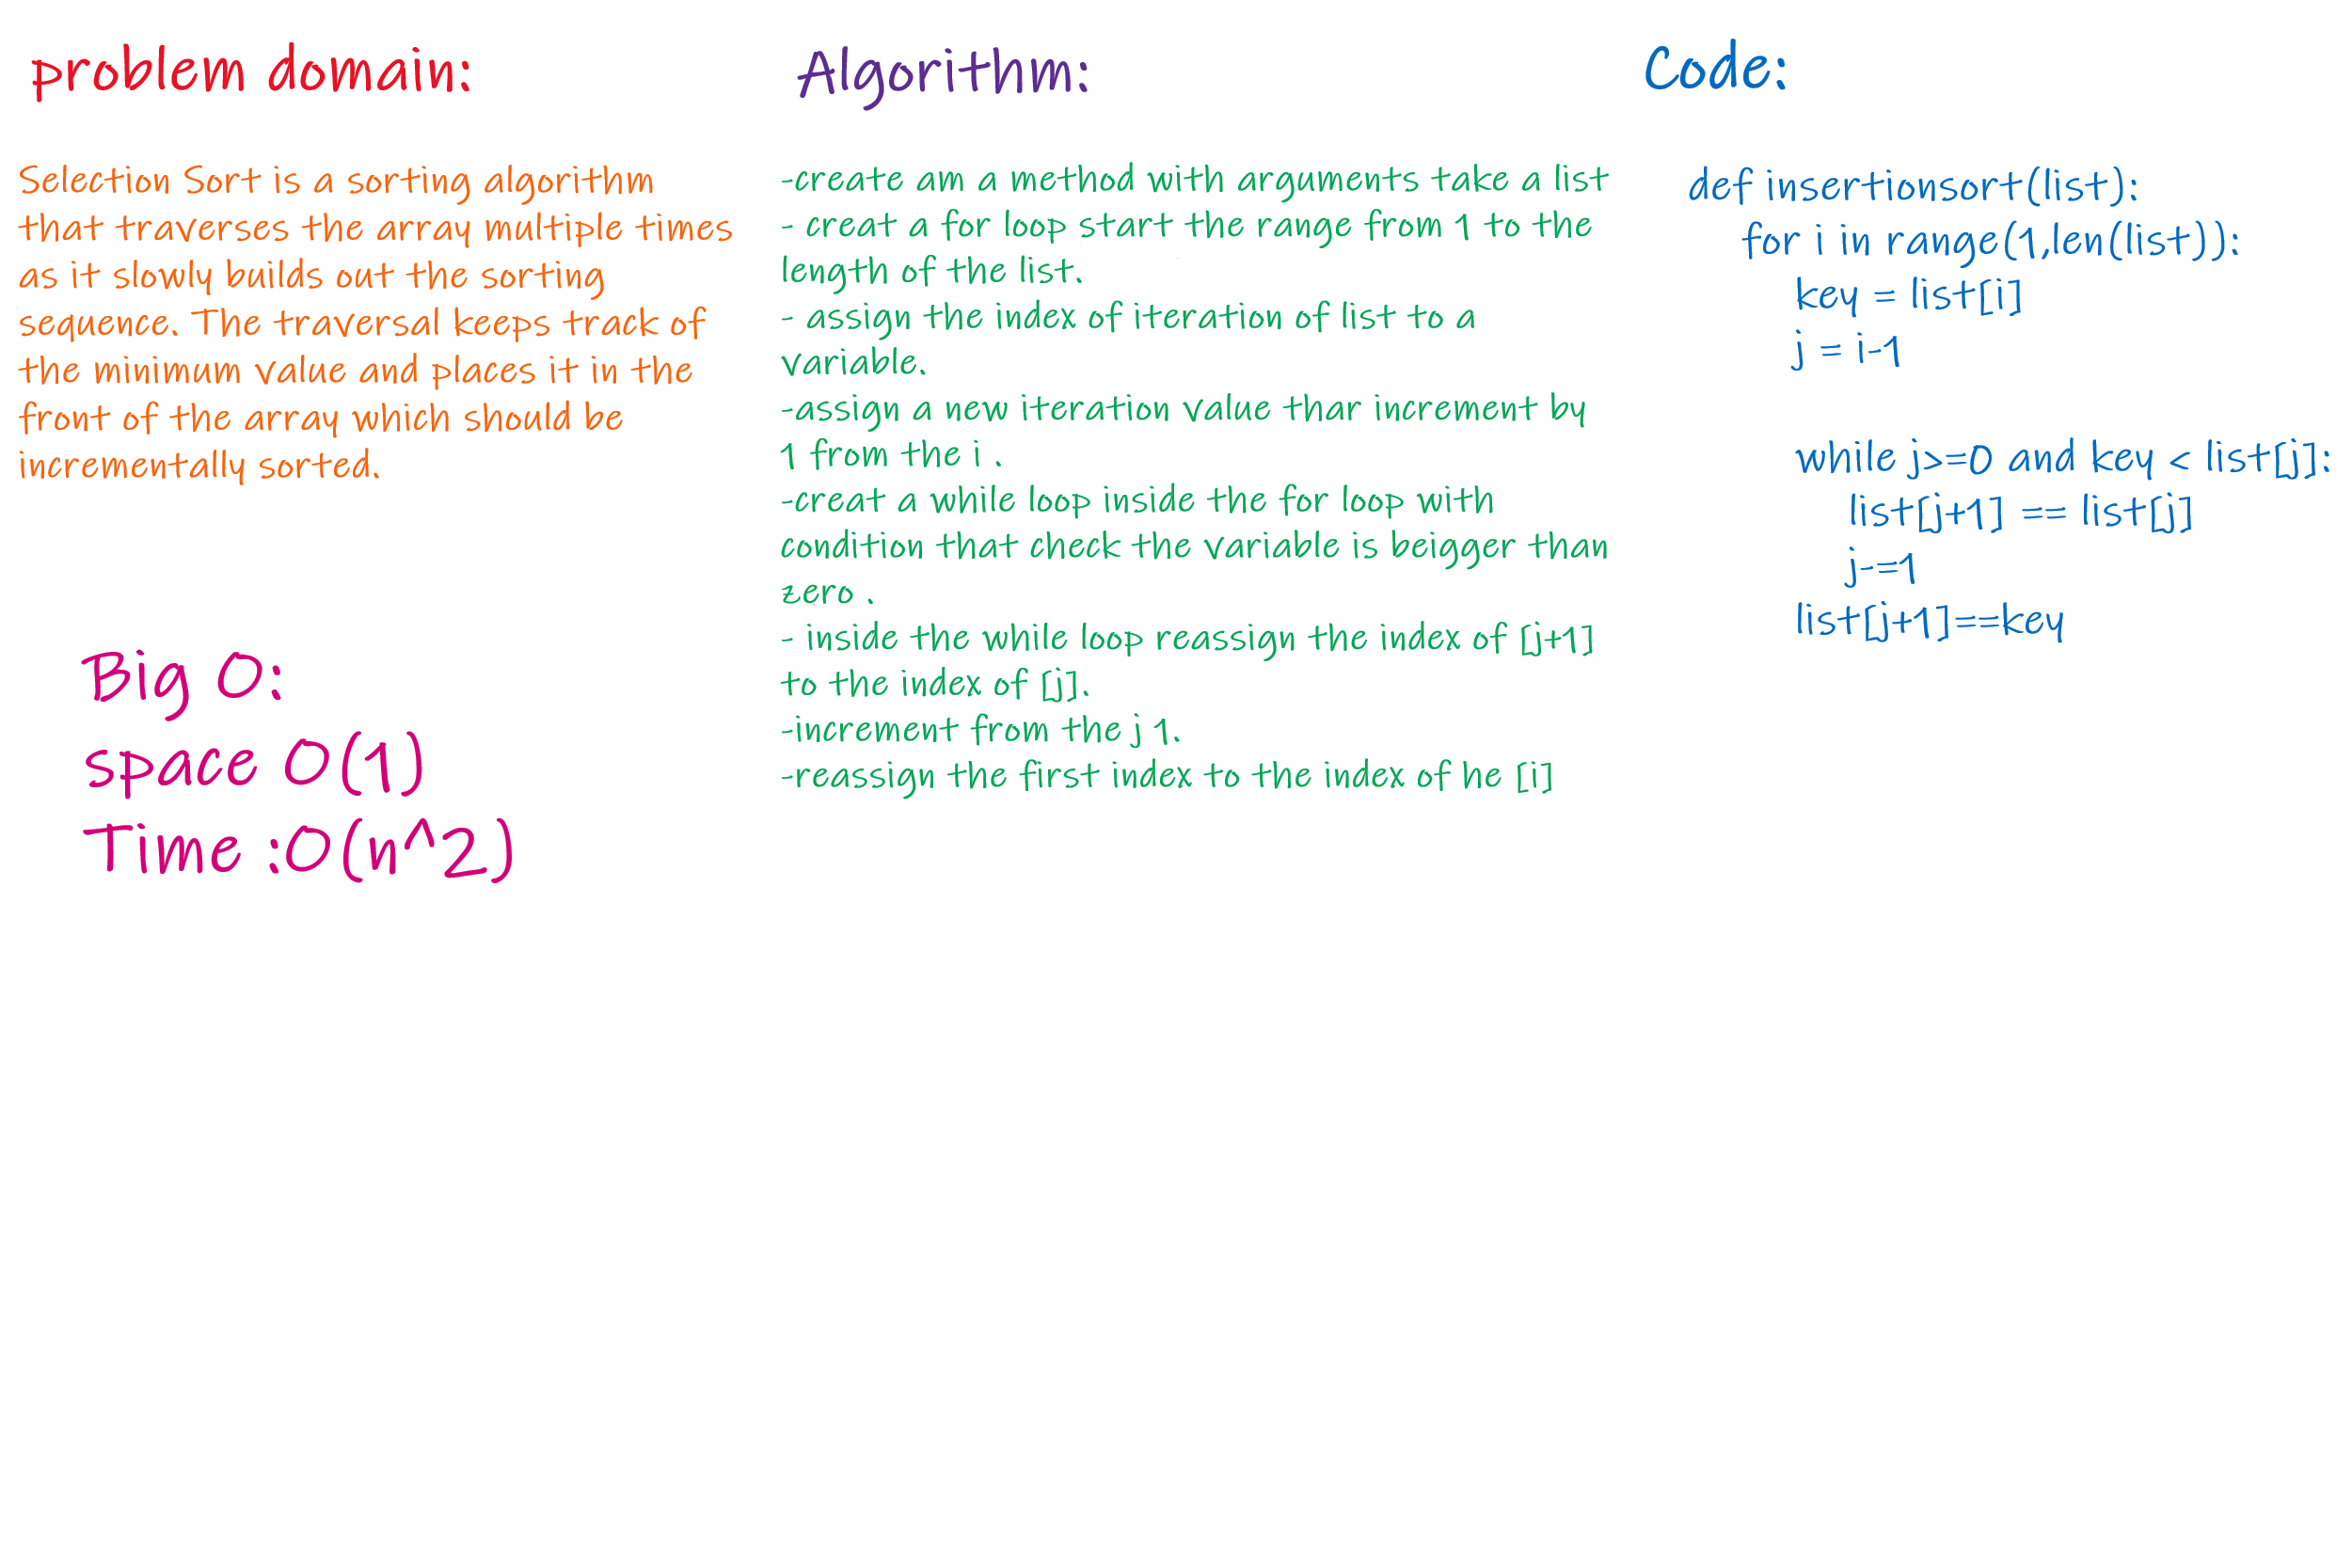 problem domain:
Selection Sort is a sorting algorithm
that traverses the array multiple times
as it slowly builds out the sorting
sequence. The traversal keeps track of
the minimum value and places it in the
front of the array which should be
incrementally sorted.
Big O:
space O(1)
Time :O(n^2)
Algorithm:
-create am a method with arguments take a list
- creat a for loop start the range from 1 to the
length of the list.
- assign the index of iteration of list to a
variable.
-assign a new iteration value thar increment by
1 from the i .
-creat a while loop inside the for loop with
condition that check the variable is beigger than
zero .
- inside the while loop reassign the index of [j+1]
to the index of [j].
-increment from the j 1.
-reassign the first index to the index of he [i]
Code:
def insertionsort(list):
for i in range(1,len(list)):
key = list[i]
j = i-1
while j>=0 and key < list[j]:
list[j+1] == list[j]
j-=1
list[j+1]==key